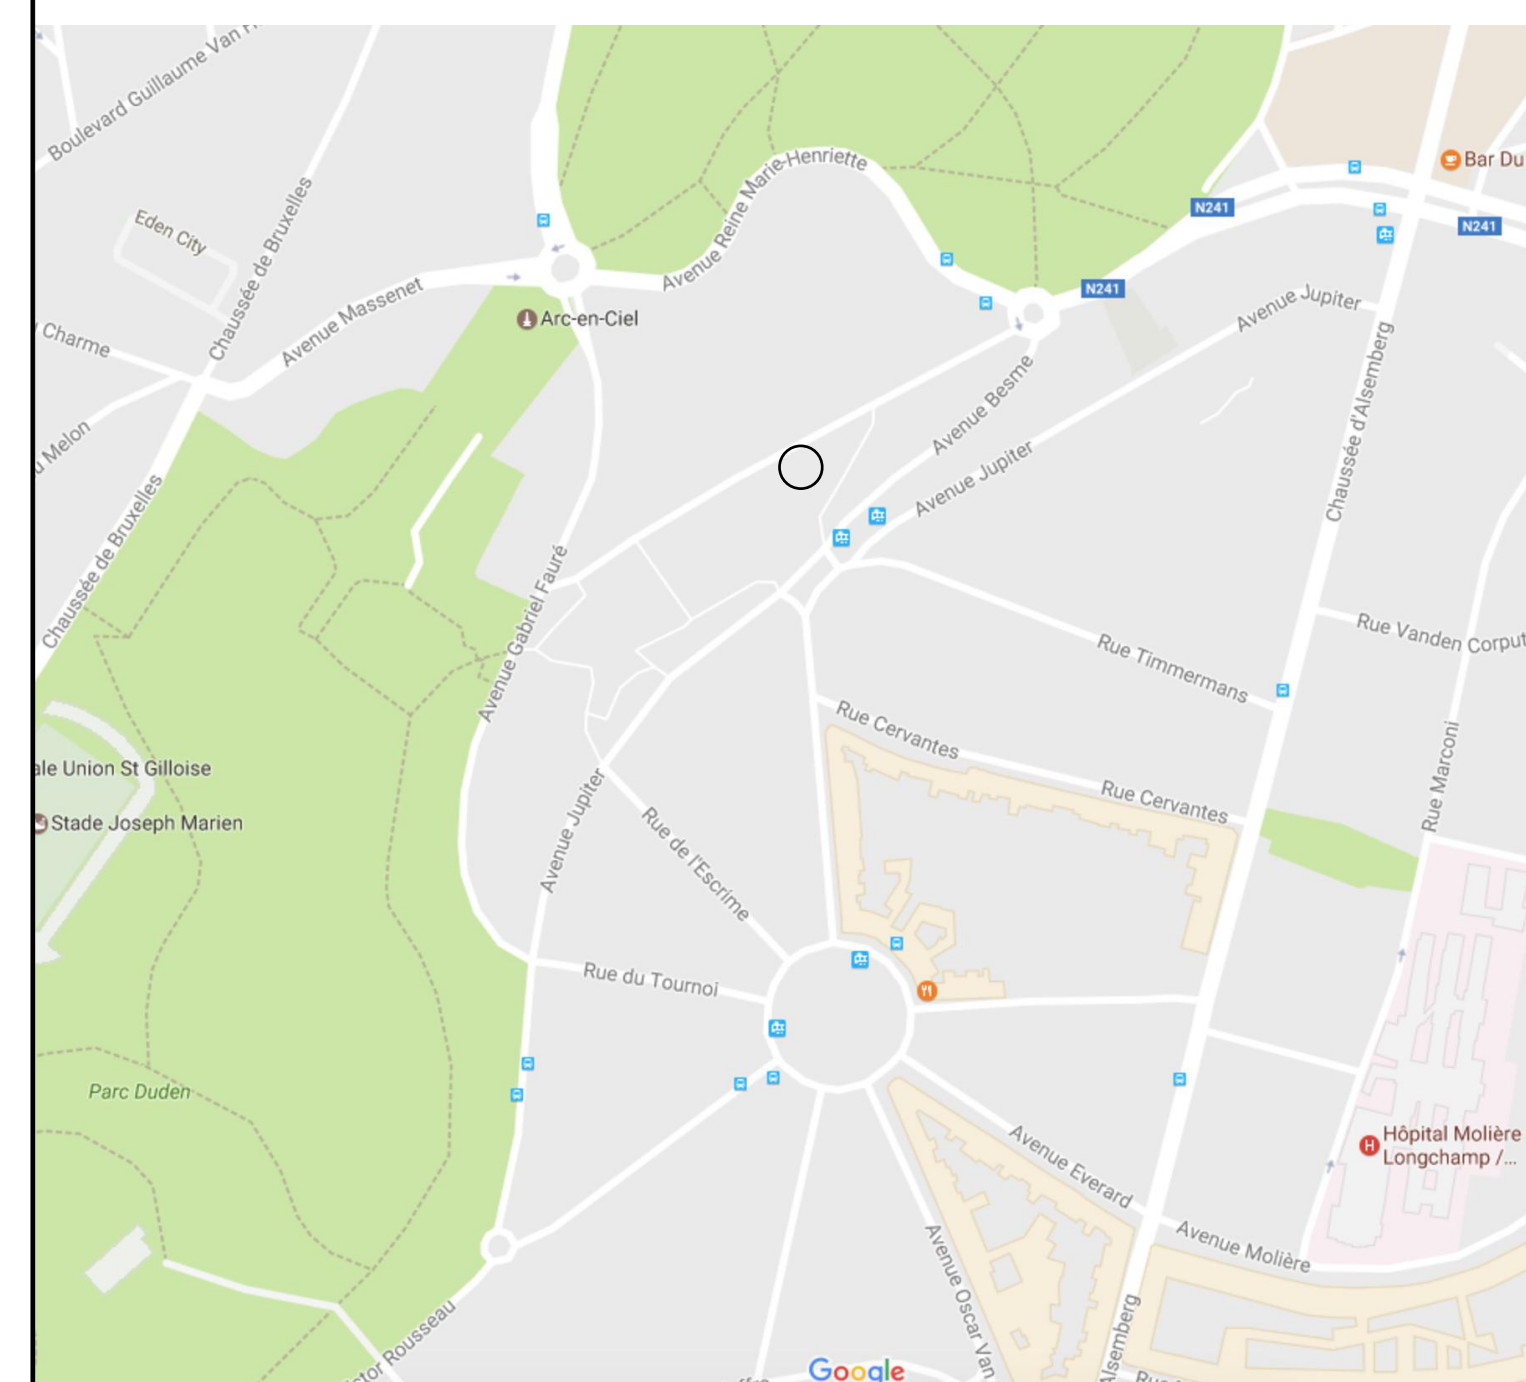 Boulevard Guillaume Van
Eden City
Chaussée de Bruxelles
Avenue Massenet
Charme
Melon
Chaussée de Bruxelles
Arc-en-Ciel
Avenue Reine Marie-Henriette
N241
N241
N241
Bar Du
Avenue Jupiter
Avenue Besme
Avenue Jupiter
Chaussée d'Alsemberg
Avenue Gabriel Fauré
Rue Timmermans
Rue Vanden Corput
Rue Cervantes
Rue Cervantes
Rue Marconi
ale Union St Gilloise
Stade Joseph Marien
Avenue Jupiter
Rue de l'Escrime
Rue du Tournoi
Parc Duden
H
Hôpital Molière
Longchamp /...
Avenue Everard
Avenue Molière
Avenue Oscar Van
Alsemberg
ctor Rousseau
Google